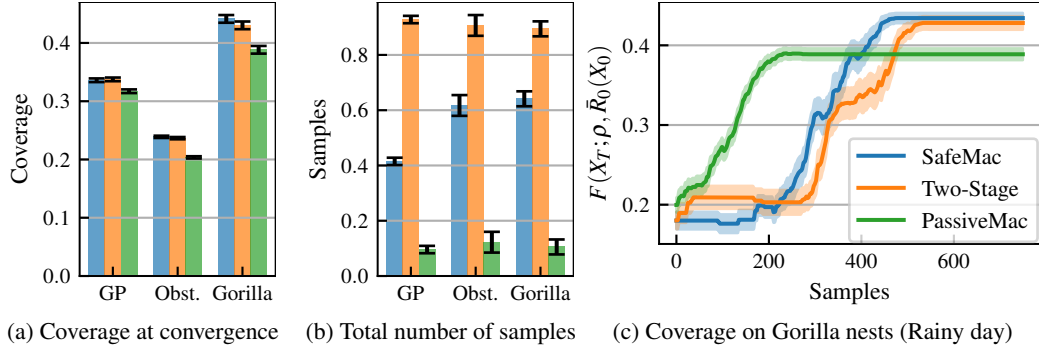 Coverage
0.4
0.3
0.2
0.1
0.0
GP Obst. Gorilla
(a) Coverage at convergence
Samples
0.8
0.6
0.4
0.2
0.0
GP Obst. Gorilla
(b) Total number of samples
F(X_T; ρ, R̄_0(X_0)
0.4
0.3
0.2
SafeMac
Two-Stage
PassiveMac
0 200 400 600
Samples
(c) Coverage on Gorilla nests (Rainy day)